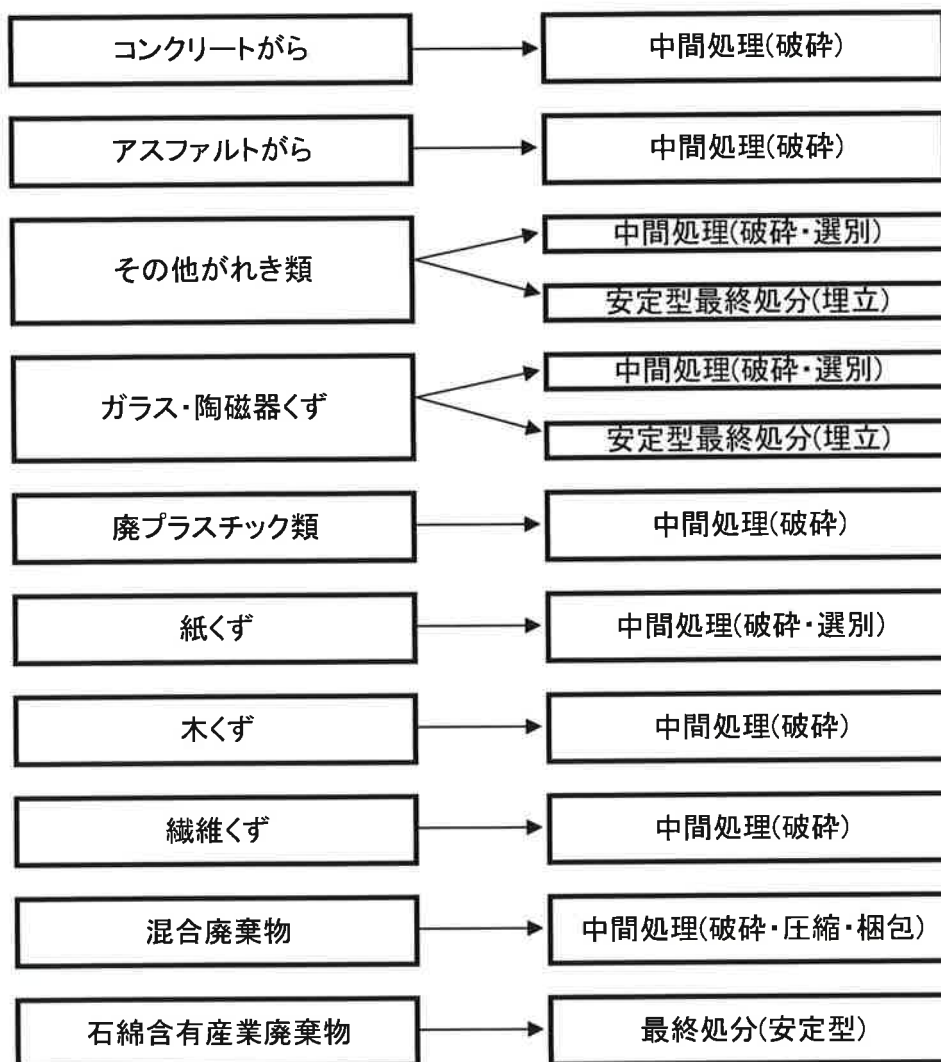 コンクリートがら
中間処理(破砕)
アスファルトがら
中間処理(破砕)
その他がれき類
中間処理(破砕・選別)
安定型最終処分(埋立)
ガラス・陶磁器くず
中間処理(破砕・選別)
安定型最終処分(埋立)
廃プラスチック類
中間処理(破砕)
紙くず
中間処理(破砕・選別)
木くず
中間処理(破砕)
繊維くず
中間処理(破砕)
混合廃棄物
中間処理(破砕・圧縮・梱包)
石綿含有産業廃棄物
最終処分(安定型)